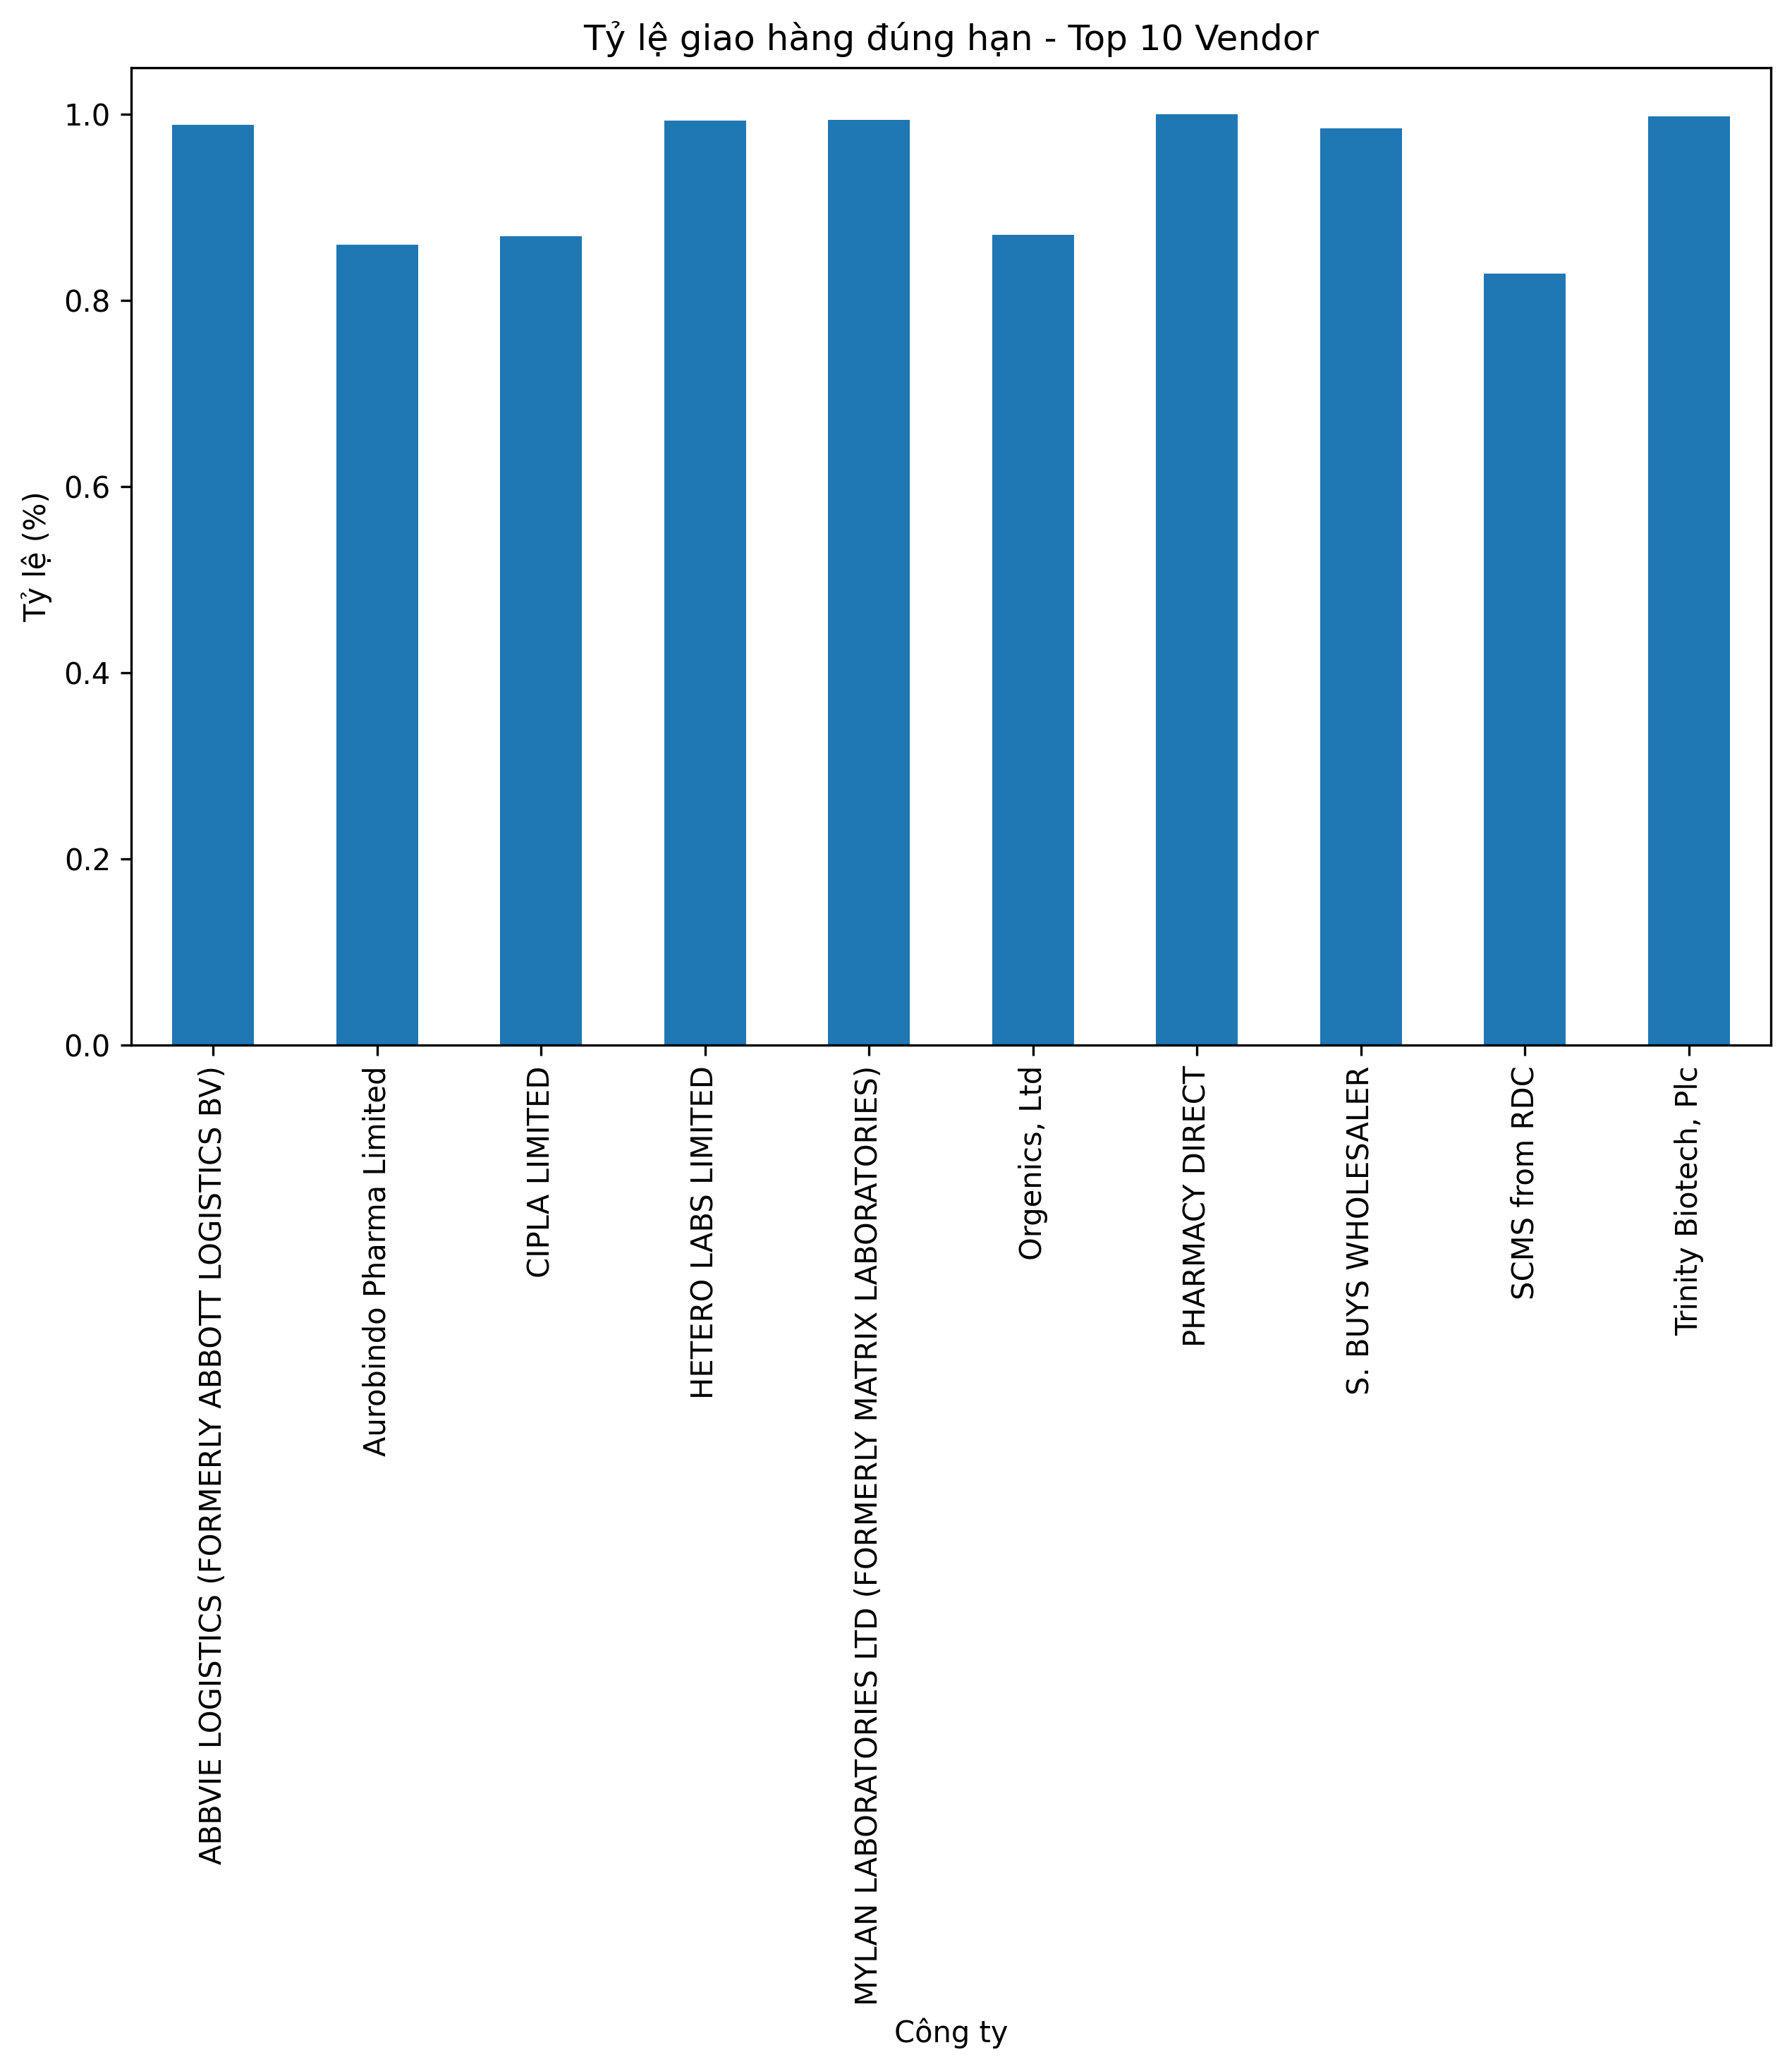 Tỷ lệ giao hàng đúng hạn - Top 10 Vendor
Tỷ lệ (%)
1.0
0.8
0.6
0.4
0.2
0.0
ABBVIE LOGISTICS (FORMERLY ABBOTT LOGISTICS BV)
Aurobindo Pharma Limited
CIPLA LIMITED
HETERO LABS LIMITED
MYLAN LABORATORIES LTD (FORMERLY MATRIX LABORATORIES)
Orgenics, Ltd
PHARMACY DIRECT
S. BUYS WHOLESALER
SCMS from RDC
Trinity Biotech, Plc
Công ty